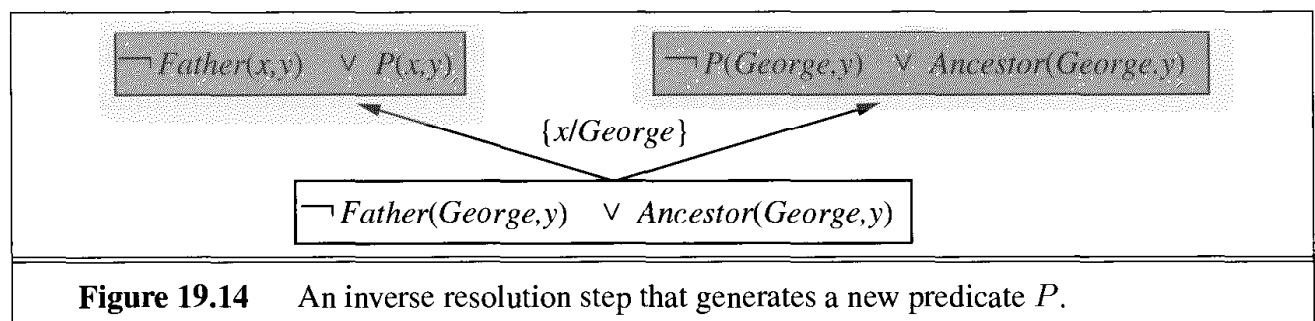 ¬ Father(x,y) ∨ P(x,y)
¬ P(George,y) ∨ Ancestor(George,y)
{x/George}
¬ Father(George,y) ∨ Ancestor(George,y)
Figure 19.14 An inverse resolution step that generates a new predicate P.